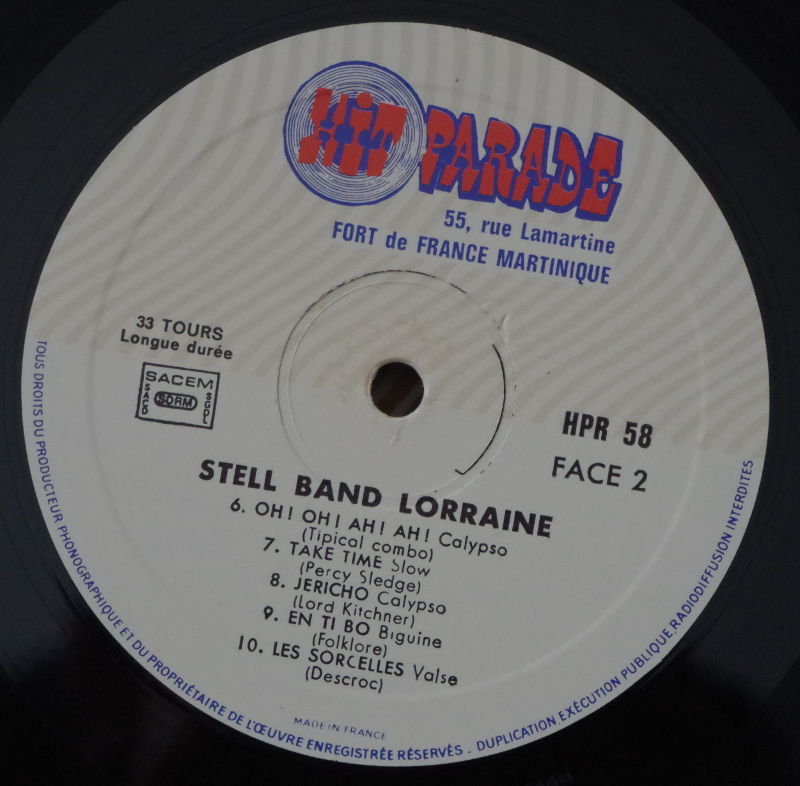 HiT PARADE
55, rue Lamartine
FORT de FRANCE MARTINIQUE
33 TOURS
Longue durée
SACEM
SACD
SDRM
SGDL
HPR 58
FACE 2
STELL BAND LORRAINE
6. OH! OH! AH! AH! Calypso
(Tipical combo)
7. TAKE TIME Slow
(Percy Sledge)
8. JERICHO Calypso
(Lord Kitchner)
9. EN TI BO Biguine
(Folklore)
10. LES SORCELLES Valse
(Descroc)
MADE IN FRANCE
TOUS DROITS DU PRODUCTEUR PHONOGRAPHIQUE ET DU PROPRIÉTAIRE DE L'ŒUVRE ENREGISTRÉE RÉSERVÉS . DUPLICATION EXÉCUTION PUBLIQUE, RADIODIFFUSION INTERDITES